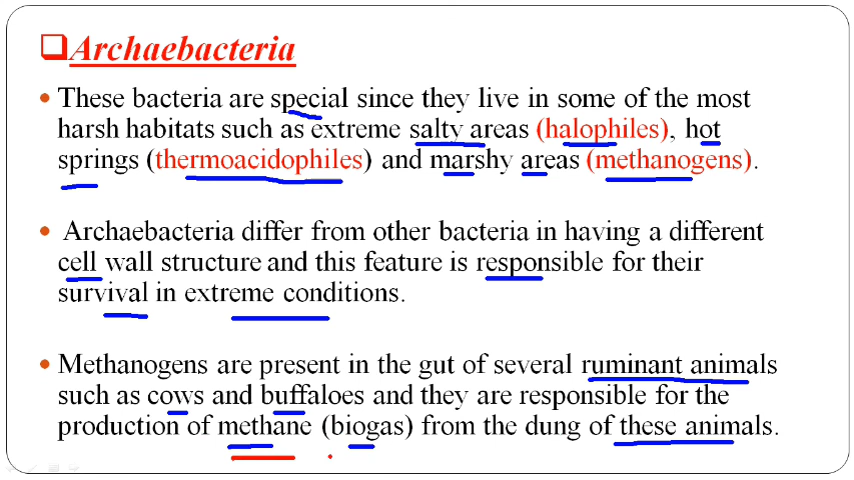 ❑Archaebacteria
• These bacteria are special since they live in some of the most
harsh habitats such as extreme salty areas (halophiles), hot
springs (thermoacidophiles) and marshy areas (methanogens).
• Archaebacteria differ from other bacteria in having a different
cell wall structure and this feature is responsible for their
survival in extreme conditions.
• Methanogens are present in the gut of several ruminant animals
such as cows and buffaloes and they are responsible for the
production of methane (biogas) from the dung of these animals.